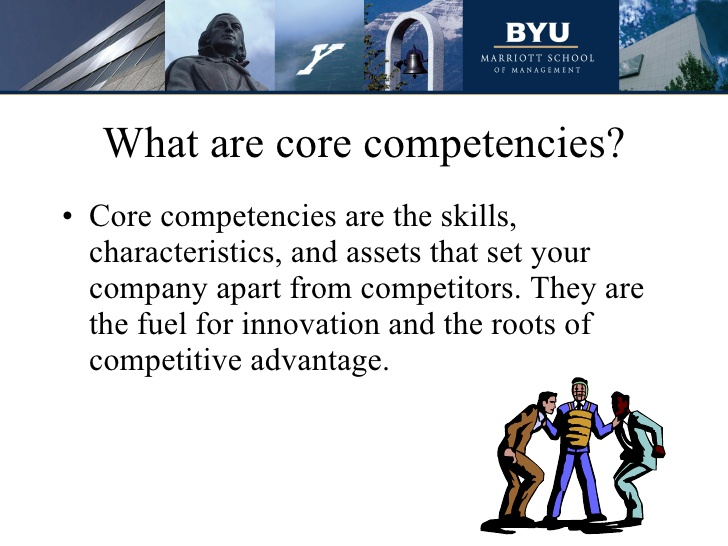 Y
BYU
MARRIOTT SCHOOL
OF MANAGEMENT
What are core competencies?
• Core competencies are the skills,
characteristics, and assets that set your
company apart from competitors. They are
the fuel for innovation and the roots of
competitive advantage.